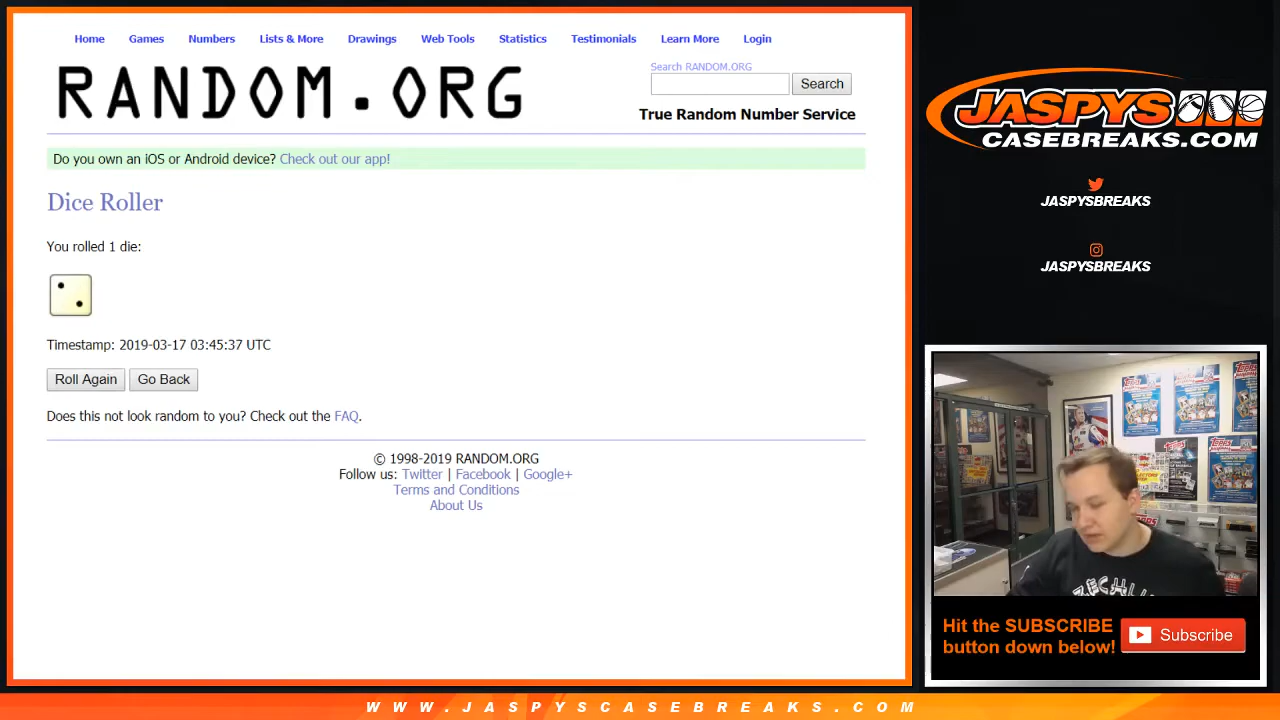 Home Games Numbers Lists & More Drawings Web Tools Statistics Testimonials Learn More Login
RANDOM.ORG
Search RANDOM.ORG
Search
True Random Number Service
Do you own an iOS or Android device? Check out our app!
Dice Roller
You rolled 1 die:
Timestamp: 2019-03-17 03:45:37 UTC
Roll Again Go Back
Does this not look random to you? Check out the FAQ.
© 1998-2019 RANDOM.ORG
Follow us: Twitter | Facebook | Google+
Terms and Conditions
About Us
JASPYS
CASEBREAKS.COM
JASPYSBREAKS
JASPYSBREAKS
TOPPS
TOPPS
Hit the SUBSCRIBE
button down below!
Subscribe
WWW.JASPYSCASEBREAKS.COM